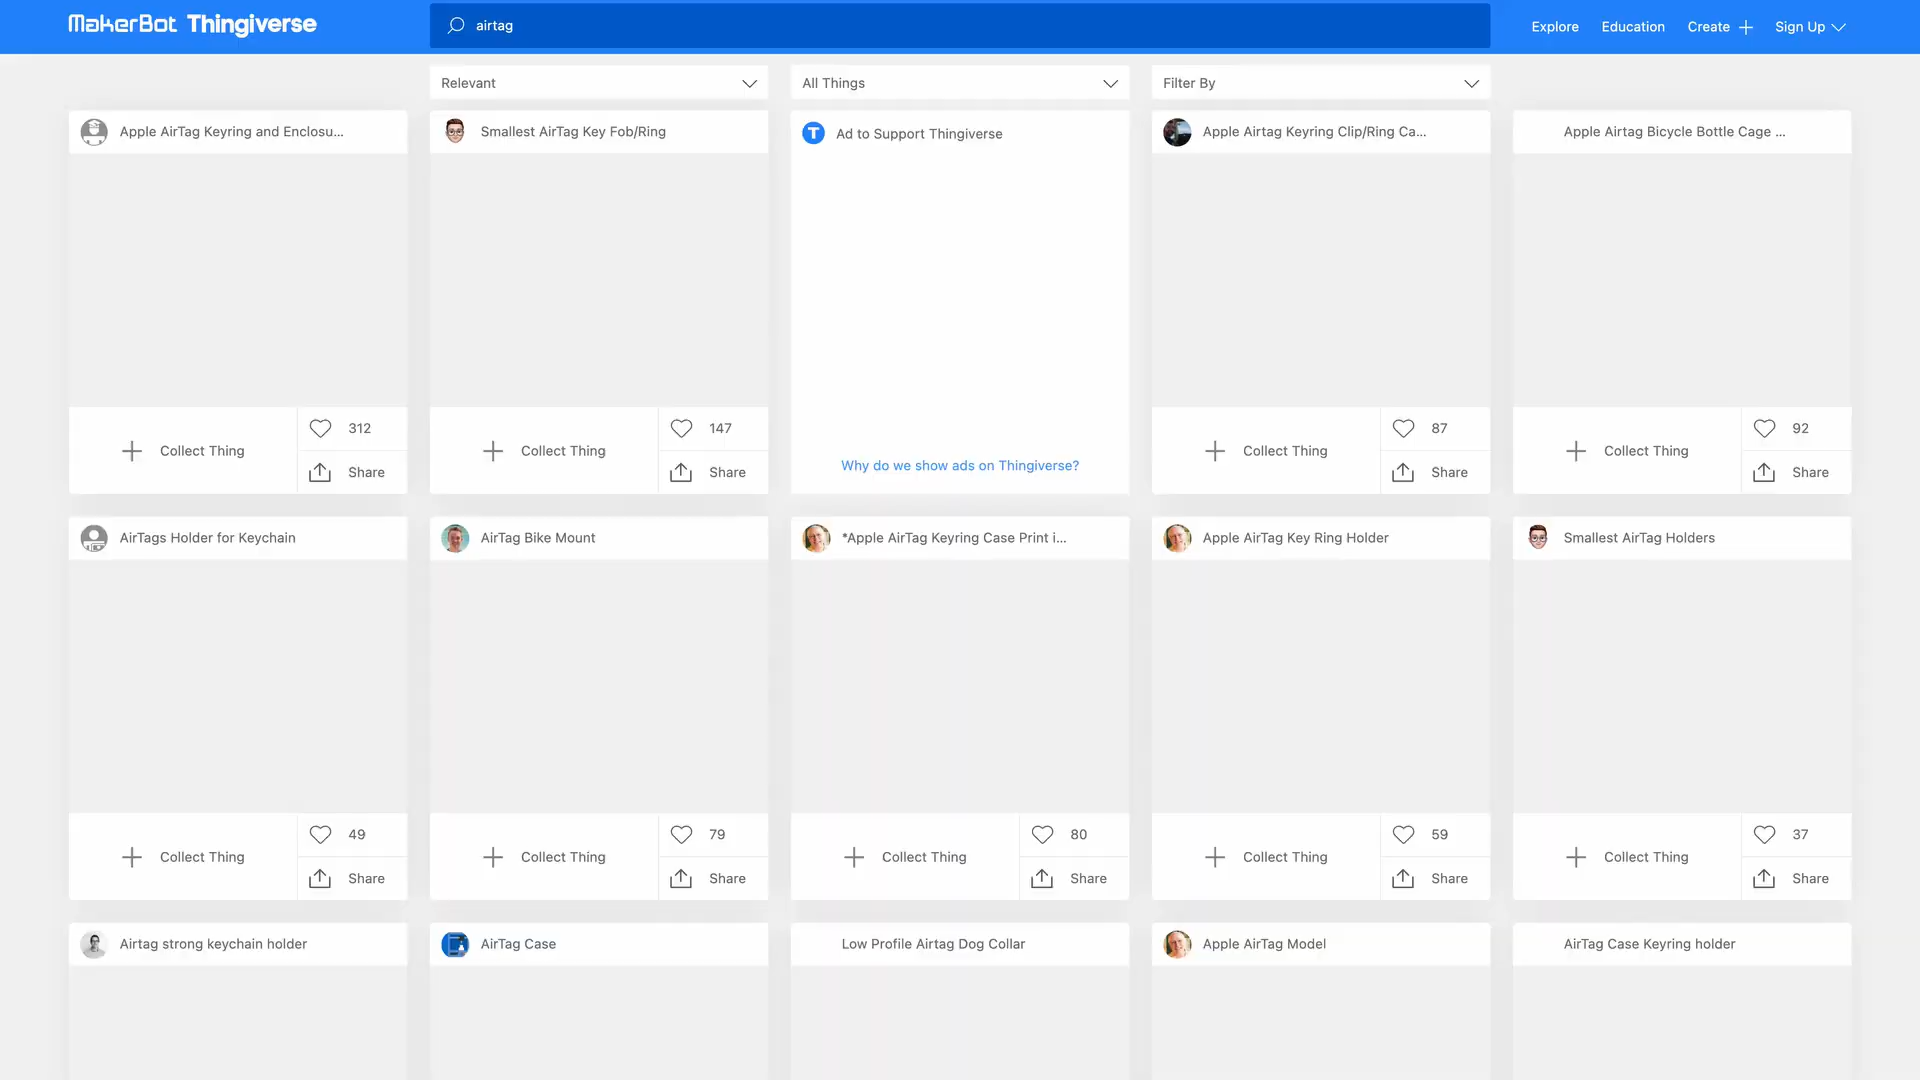 MakerBot Thingiverse
airtag
Explore
Education
Create
Sign Up
Relevant
All Things
Filter By
Apple AirTag Keyring and Enclosu...
Smallest AirTag Key Fob/Ring
Ad to Support Thingiverse
Apple Airtag Keyring Clip/Ring Ca...
Apple Airtag Bicycle Bottle Cage ...
Collect Thing
312
Share
Collect Thing
147
Share
Why do we show ads on Thingiverse?
Collect Thing
87
Share
Collect Thing
92
Share
AirTags Holder for Keychain
AirTag Bike Mount
*Apple AirTag Keyring Case Print i...
Apple AirTag Key Ring Holder
Smallest AirTag Holders
Collect Thing
49
Share
Collect Thing
79
Share
Collect Thing
80
Share
Collect Thing
59
Share
Collect Thing
37
Share
Airtag strong keychain holder
AirTag Case
Low Profile Airtag Dog Collar
Apple AirTag Model
AirTag Case Keyring holder